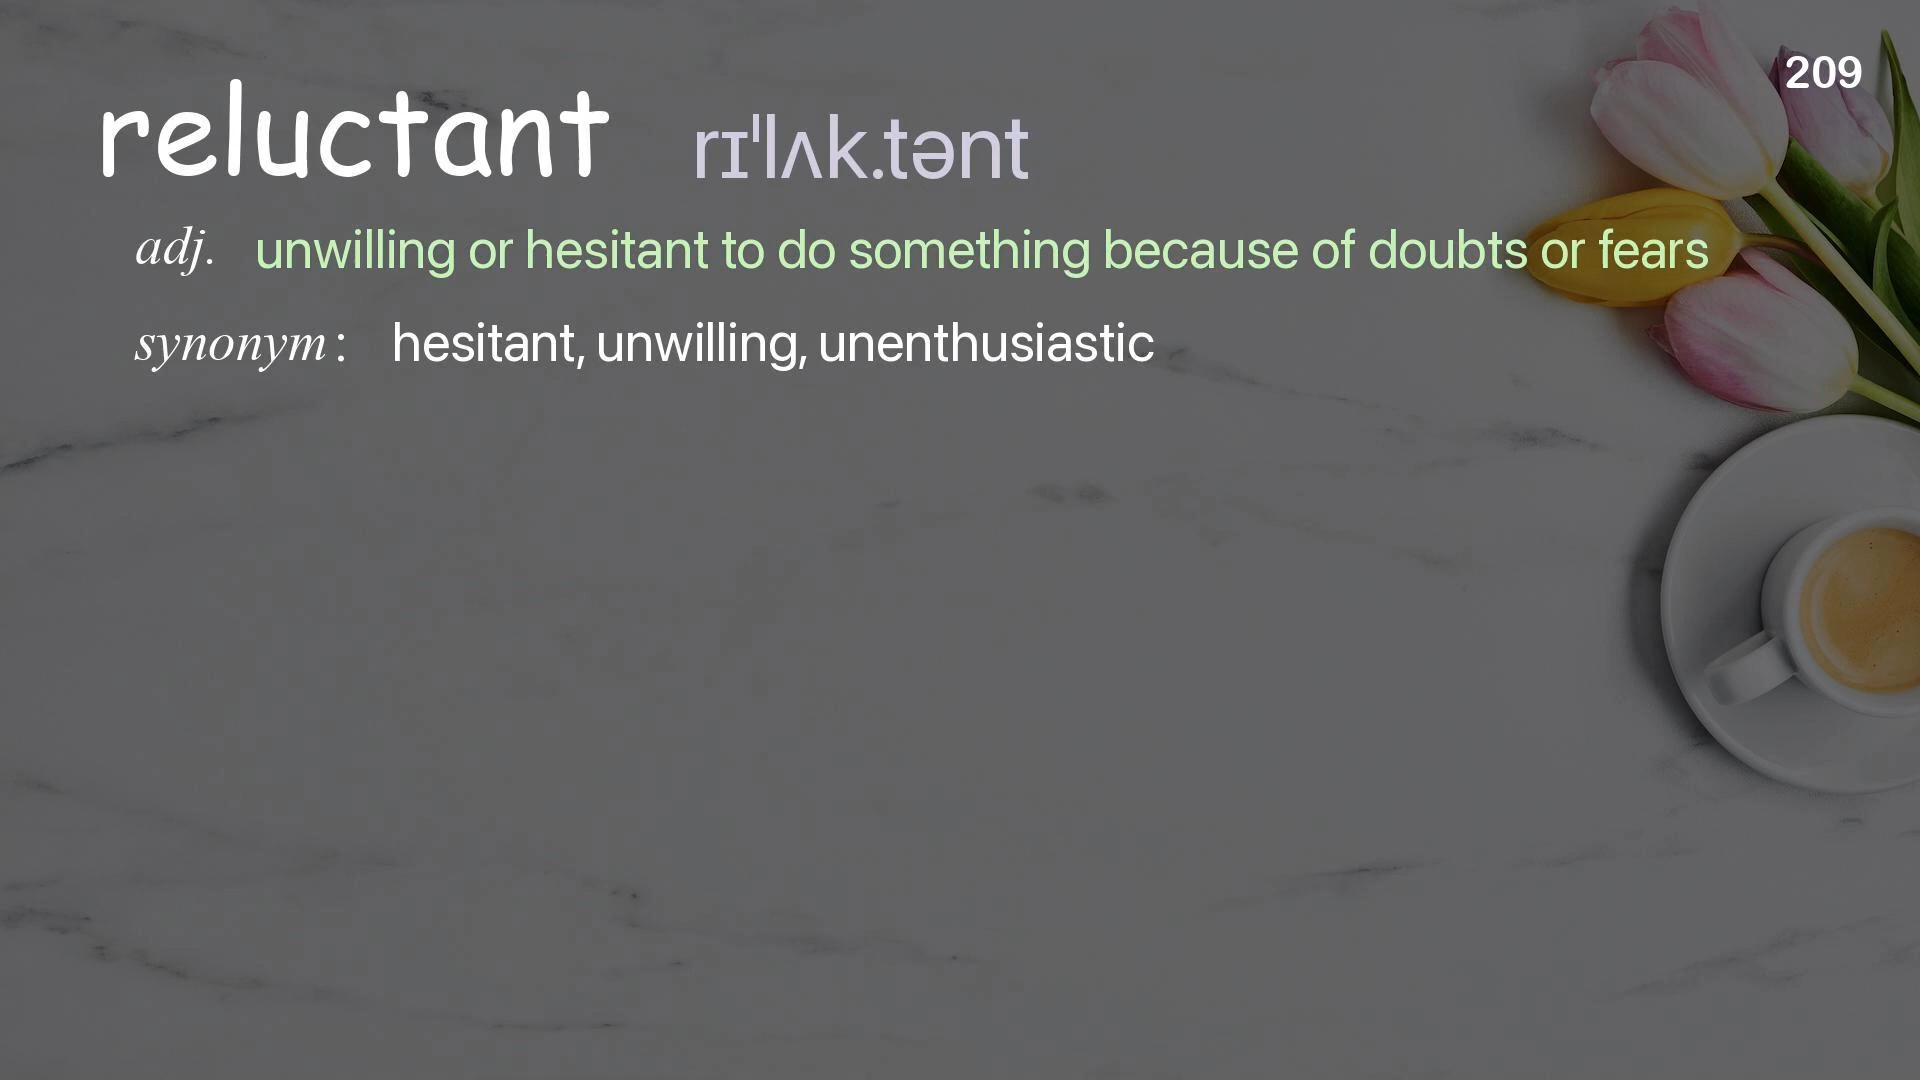 209
reluctant rɪˈlʌk.tənt
adj. unwilling or hesitant to do something because of doubts or fears
synonym : hesitant, unwilling, unenthusiastic